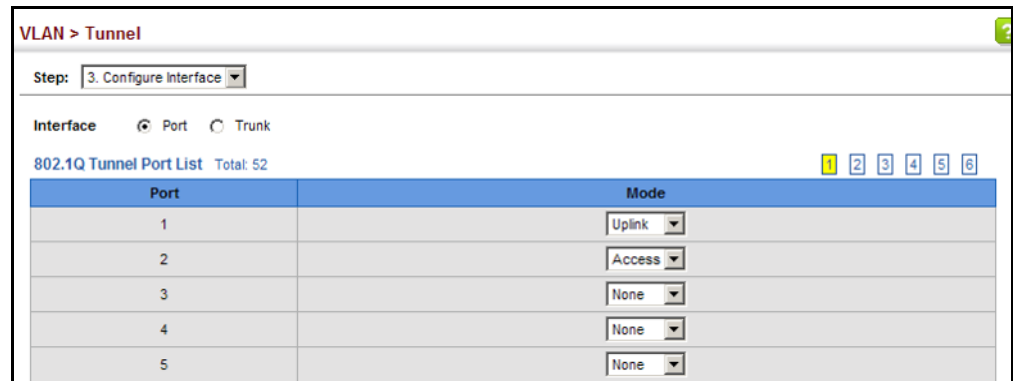 VLAN > Tunnel
?
Step: 3. Configure Interface
Interface Port Trunk
802.1Q Tunnel Port List Total: 52 1 2 3 4 5 6
Port Mode
1 Uplink
2 Access
3 None
4 None
5 None